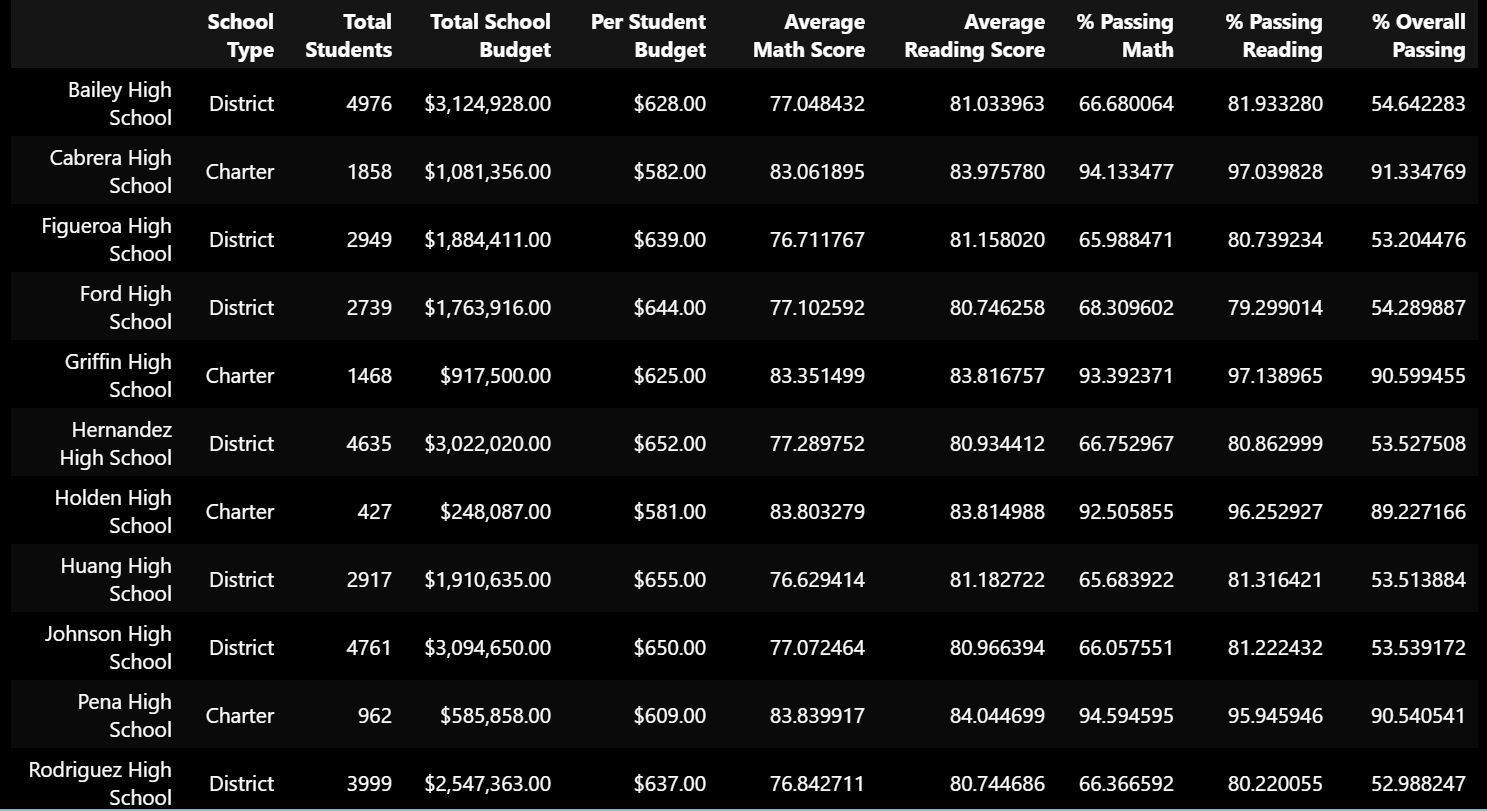 School Type Total Students Total School Budget Per Student Budget Average Math Score Average Reading Score % Passing Math % Passing Reading % Overall Passing
Bailey High School District 4976 $3,124,928.00 $628.00 77.048432 81.033963 66.680064 81.933280 54.642283
Cabrera High School Charter 1858 $1,081,356.00 $582.00 83.061895 83.975780 94.133477 97.039828 91.334769
Figueroa High School District 2949 $1,884,411.00 $639.00 76.711767 81.158020 65.988471 80.739234 53.204476
Ford High School District 2739 $1,763,916.00 $644.00 77.102592 80.746258 68.309602 79.299014 54.289887
Griffin High School Charter 1468 $917,500.00 $625.00 83.351499 83.816757 93.392371 97.138965 90.599455
Hernandez High School District 4635 $3,022,020.00 $652.00 77.289752 80.934412 66.752967 80.862999 53.527508
Holden High School Charter 427 $248,087.00 $581.00 83.803279 83.814988 92.505855 96.252927 89.227166
Huang High School District 2917 $1,910,635.00 $655.00 76.629414 81.182722 65.683922 81.316421 53.513884
Johnson High School District 4761 $3,094,650.00 $650.00 77.072464 80.966394 66.057551 81.222432 53.539172
Pena High School Charter 962 $585,858.00 $609.00 83.839917 84.044699 94.594595 95.945946 90.540541
Rodriguez High School District 3999 $2,547,363.00 $637.00 76.842711 80.744686 66.366592 80.220055 52.988247